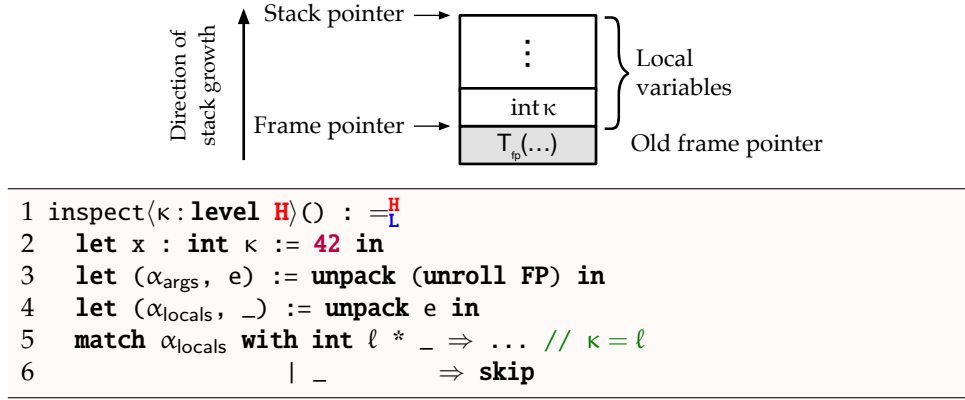 Direction of stack growth
Stack pointer
⋮
Local variables
int κ
Frame pointer
T_fp(...)
Old frame pointer
1 inspect⟨κ : level H⟩() : =^H_L
2   let x : int κ := 42 in
3   let (α_args, e) := unpack (unroll FP) in
4   let (α_locals, _) := unpack e in
5   match α_locals with int ℓ * _ ⇒ ... // κ = ℓ
6                  | _         ⇒ skip